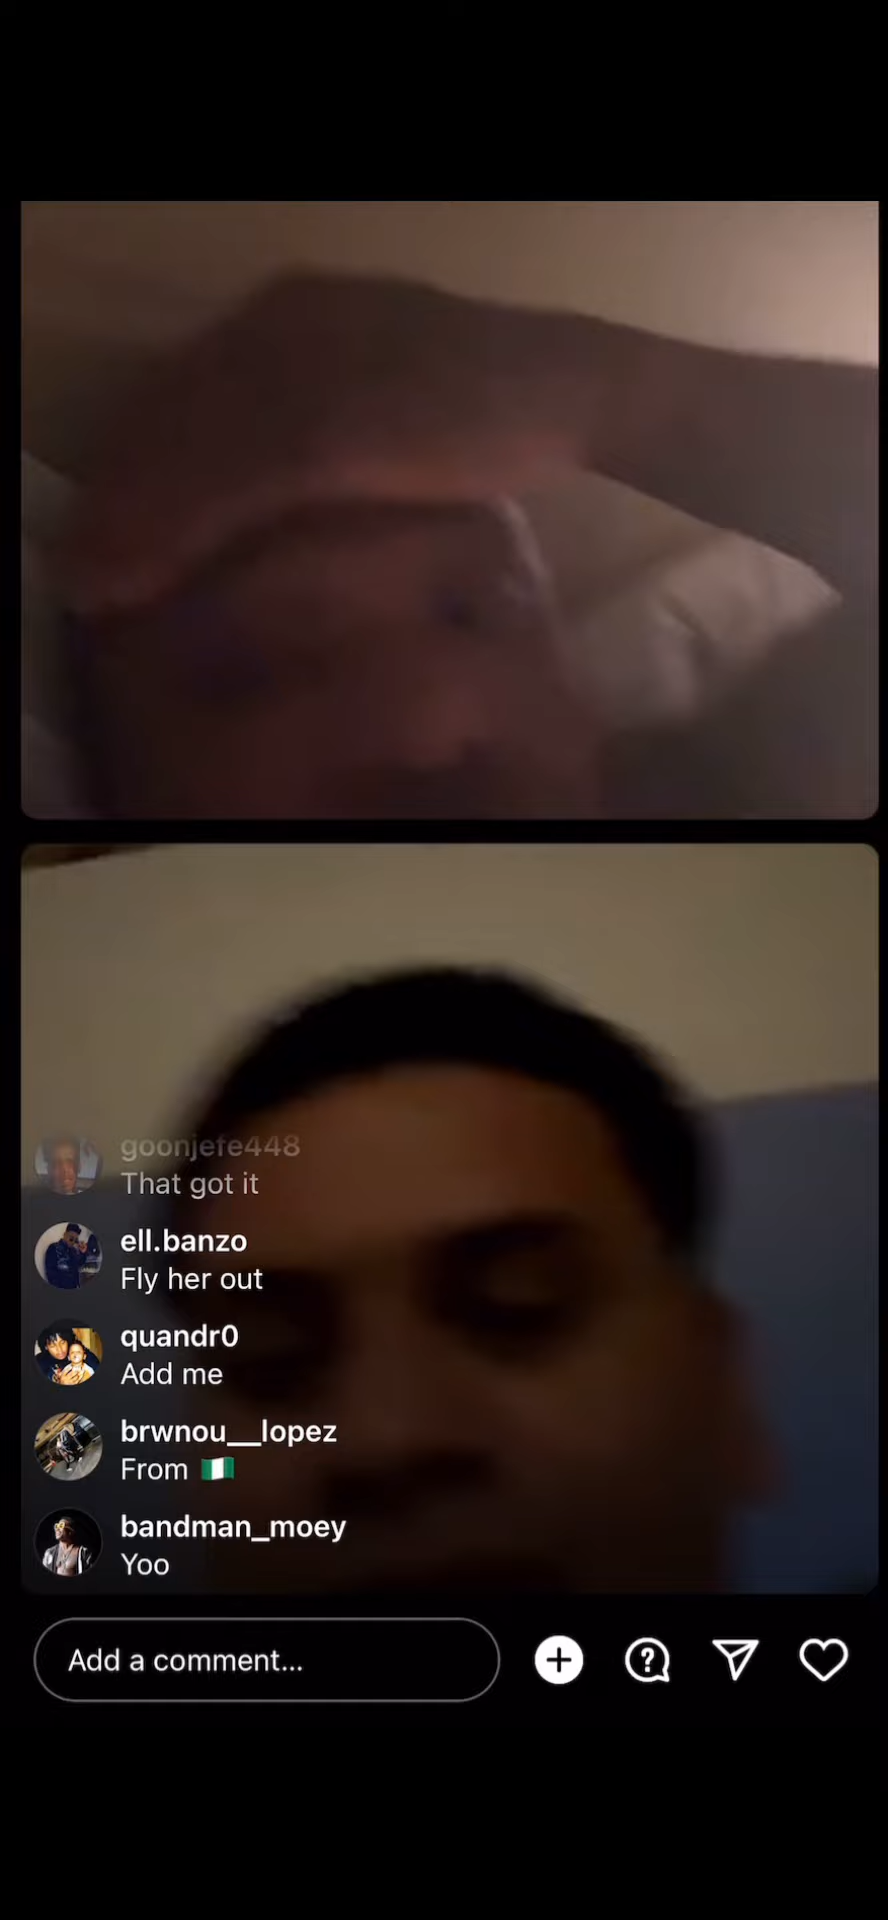 goonjefe448
That got it
ell.banzo
Fly her out
quandr0
Add me
brwnou__lopez
From 🇳🇬
bandman_moey
Yoo
Add a comment...